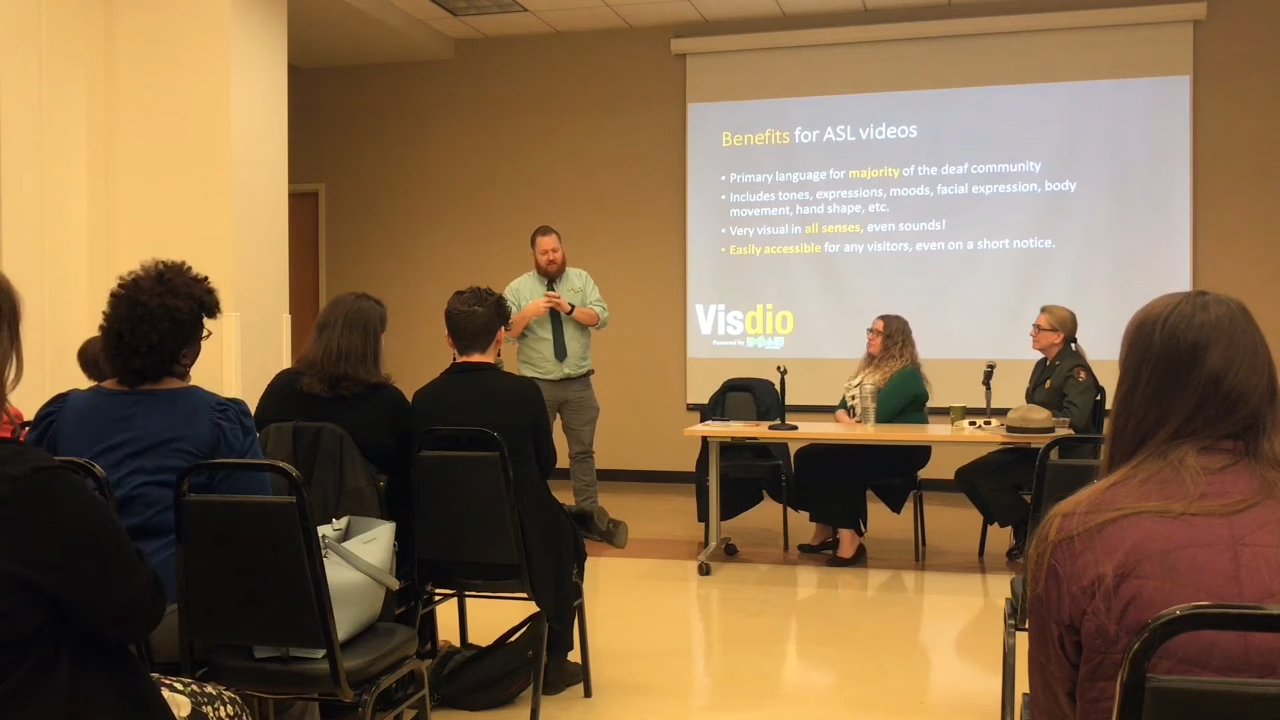 Benefits for ASL videos
• Primary language for majority of the deaf community
• Includes tones, expressions, moods, facial expression, body
movement, hand shape, etc.
• Very visual in all senses, even sounds!
• Easily accessible for any visitors, even on a short notice.
Visdio
Powered by